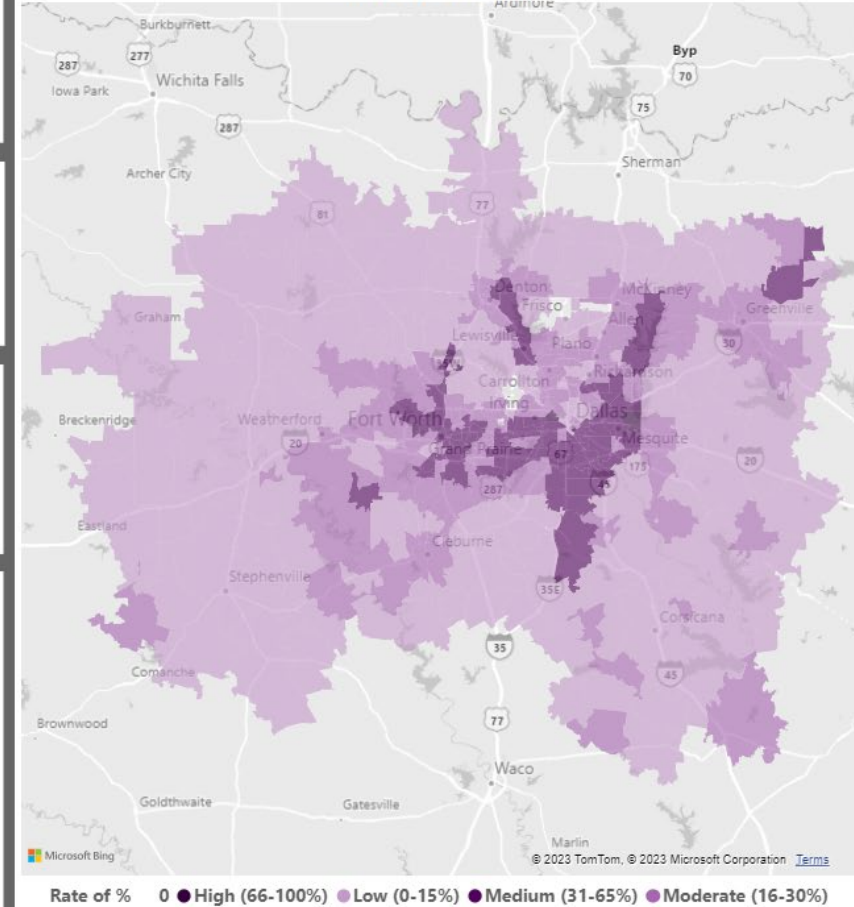 Ardmore
Burkburnett
277
287
Byp
70
Iowa Park
Wichita Falls
75
287
Archer City
Sherman
81
77
Denton
Frisco
McKinney
Graham
Allen
Greenville
Lewisville
Plano
30
35W
Richardson
Carrollton
Irving
Breckenridge
Weatherford
Fort Worth
Dallas
20
Mesquite
Grand Prairie
67
175
20
287
45
Eastland
Cleburne
Stephenville
35E
Corsicana
35
Comanche
45
Brownwood
77
Waco
Goldthwaite
Gatesville
Marlin
Microsoft Bing
© 2023 TomTom, © 2023 Microsoft Corporation Terms
Rate of % 0 High (66-100%) Low (0-15%) Medium (31-65%) Moderate (16-30%)